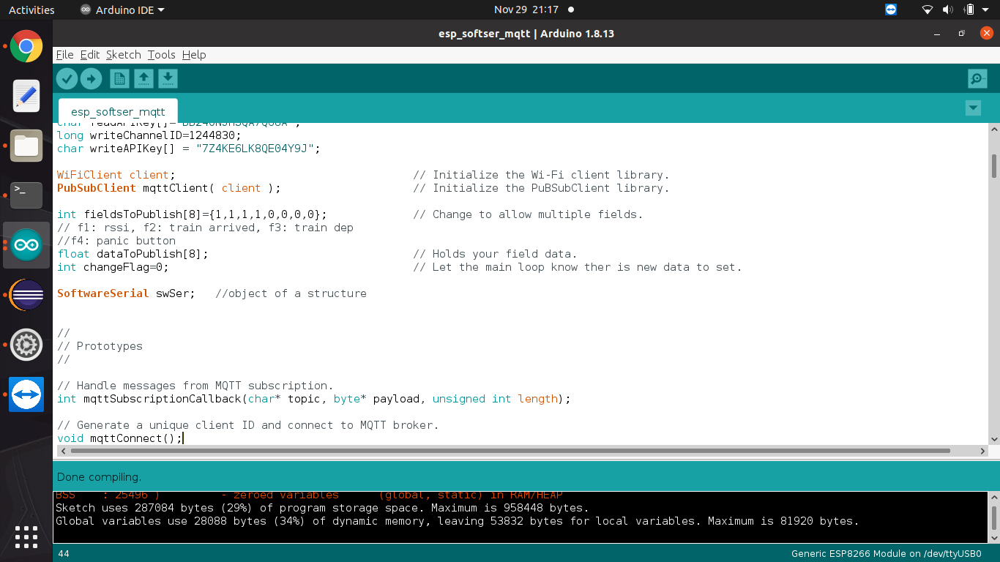 Activities
Arduino IDE
Nov 29 21:17
esp_softser_mqtt | Arduino 1.8.13
File Edit Sketch Tools Help
esp_softser_mqtt
long writeChannelID=1244830;
char writeAPIKey[] = "7Z4KE6LK8QE04Y9J";
WiFiClient client; // Initialize the Wi-Fi client library.
PubSubClient mqttClient( client ); // Initialize the PuBSubClient library.
int fieldsToPublish[8]={1,1,1,1,0,0,0,0}; // Change to allow multiple fields.
// f1: rssi, f2: train arrived, f3: train dep
//f4: panic button
float dataToPublish[8]; // Holds your field data.
int changeFlag=0; // Let the main loop know ther is new data to set.
SoftwareSerial swSer; //object of a structure
//
// Prototypes
//
// Handle messages from MQTT subscription.
int mqttSubscriptionCallback(char* topic, byte* payload, unsigned int length);
// Generate a unique client ID and connect to MQTT broker.
void mqttConnect();
Done compiling.
BSS : 25496 ) - zeroed variables (global, static) in RAM/HEAP
Sketch uses 287084 bytes (29%) of program storage space. Maximum is 958448 bytes.
Global variables use 28088 bytes (34%) of dynamic memory, leaving 53832 bytes for local variables. Maximum is 81920 bytes.
44
Generic ESP8266 Module on /dev/ttyUSB0